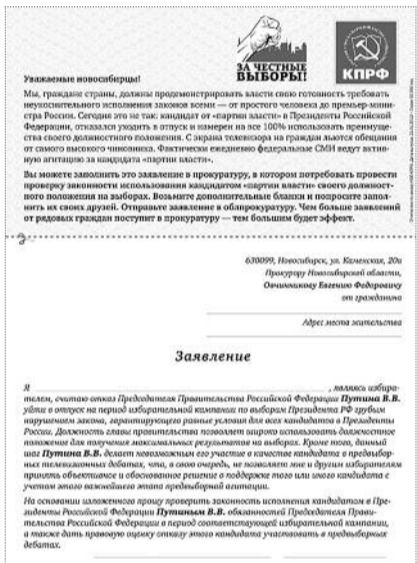 ЗА ЧЕСТНЫЕ
ВЫБОРЫ!
КПРФ
Уважаемые новосибирцы!
Мы, граждане страны, должны продемонстрировать власти свою готовность требовать
неукоснительного исполнения законов всеми — от простого человека до премьер-мини-
стра России. Сегодня это не так: кандидат от «партии власти» в Президенты Российской
Федерации, отказался уходить в отпуск и намерен на все 100% использовать преимуще-
ства своего должностного положения. С экрана телевизора на граждан льются обещания
от самого высокого чиновника. Фактически ежедневно федеральные СМИ ведут актив-
ную агитацию за кандидата «партии власти».
Вы можете заполнить это заявление в прокуратуру, в котором потребовать провести
проверку законности использования кандидатом «партии власти» своего должност-
ного положения на выборах. Возьмите дополнительные бланки и попросите запол-
нить их своих друзей. Отправьте заявление в облпрокуратуру. Чем больше заявлений
от рядовых граждан поступит в прокуратуру — тем большим будет эффект.
630099, Новосибирск, ул. Каменская, 20а
Прокурору Новосибирской области,
Овчинникову Евгению Федоровичу
от гражданина
Адрес места жительства
Заявление
Я , являясь избира-
телем, считаю отказ Председателя Правительства Российской Федерации Путина В.В.
уйти в отпуск на период избирательной кампании по выборам Президента РФ грубым
нарушением закона, гарантирующего равные условия для всех кандидатов в Президенты
России. Должность главы правительства позволяет широко использовать должностное
положение для получения максимальных результатов на выборах. Кроме того, данный
шаг Путина В.В. делает невозможным его участие в качестве кандидата в предвыбор-
ных телевизионных дебатах, что, в свою очередь, не позволяет мне и другим избирателям
принять объективное и обоснованное решение о поддержке того или иного кандидата с
учетом этого важнейшего этапа предвыборной агитации.
На основании изложенного прошу проверить законность исполнения кандидатом в Пре-
зиденты Российской Федерации Путиным В.В. обязанностей Председателя Прави-
тельства Российской Федерации в период соответствующей избирательной кампании,
а также дать правовую оценку отказу этого кандидата участвовать в предвыборных
дебатах.